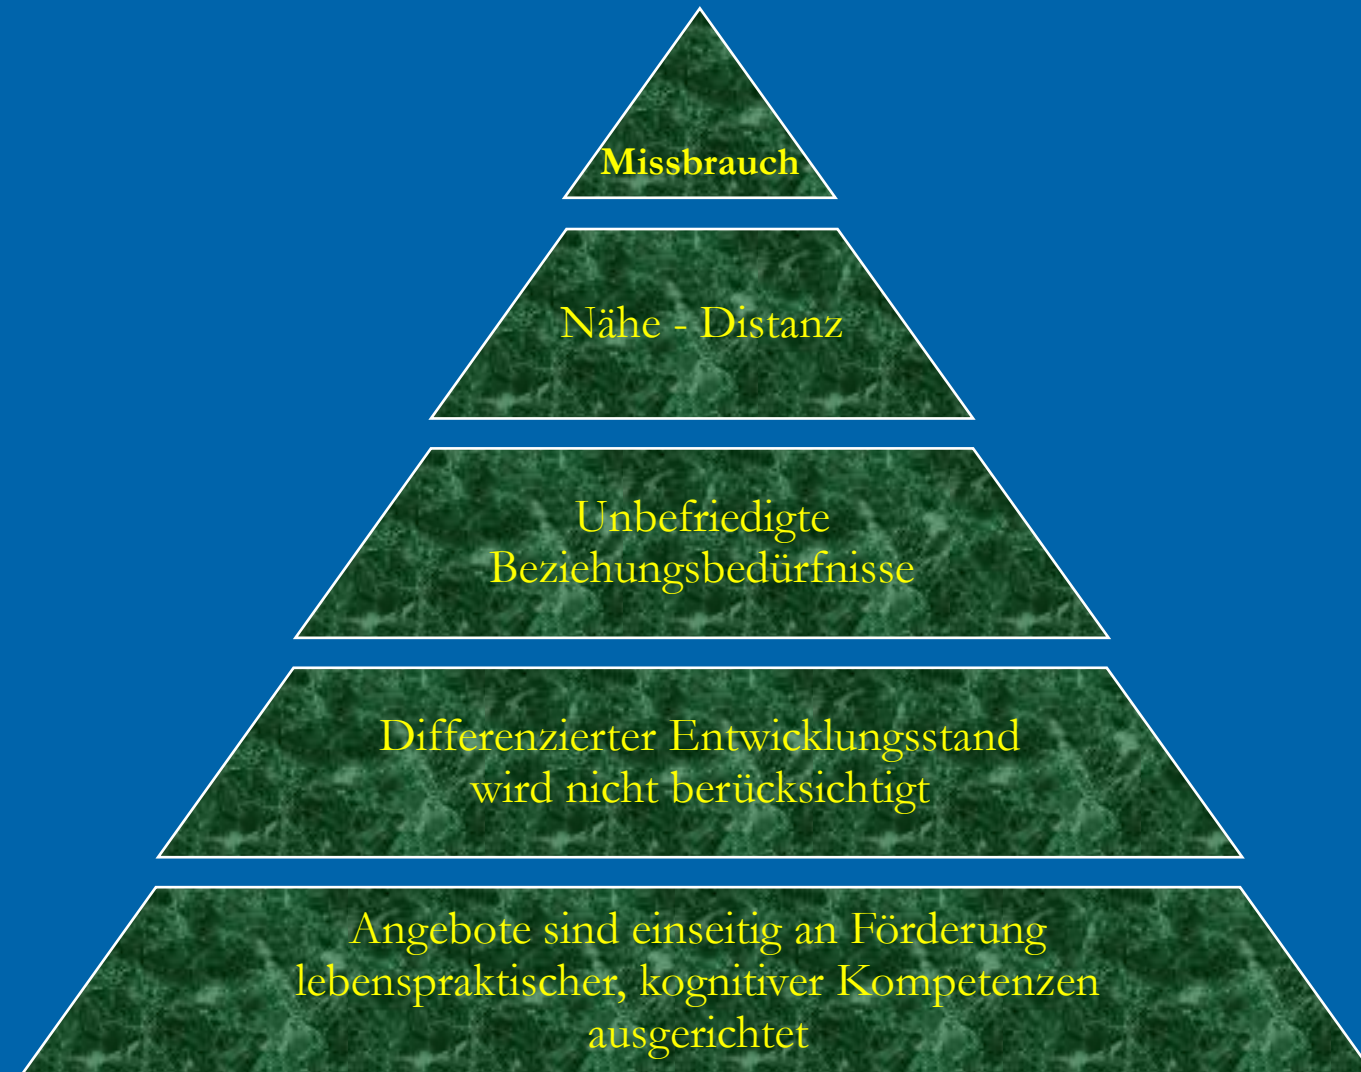 Missbrauch
Nähe - Distanz
Unbefriedigte
Beziehungsbedürfnisse
Differenzierter Entwicklungsstand
wird nicht berücksichtigt
Angebote sind einseitig an Förderung
lebenspraktischer, kognitiver Kompetenzen
ausgerichtet